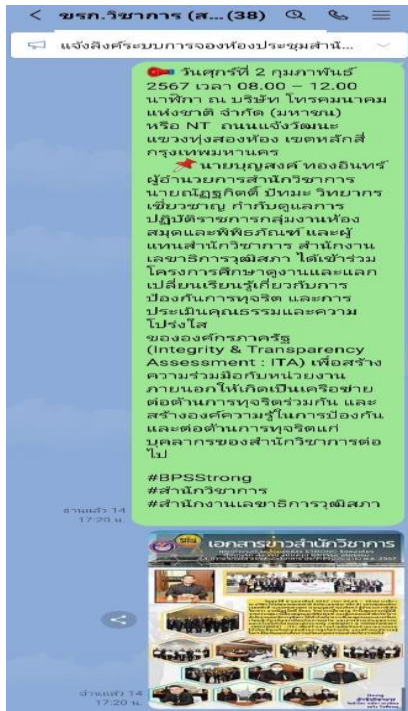 ขรก.วิชาการ (ส... (38)
แจ้งลิงค์ระบบการจองห้องประชุมสำนั...
วันศุกร์ที่ 2 กุมภาพันธ์
2567 เวลา 08.00 – 12.00
นาฬิกา ณ บริษัท โทรคมนาคม
แห่งชาติ จำกัด (มหาชน)
หรือ NT ถนนแจ้งวัฒนะ
แขวงทุ่งสองห้อง เขตหลักสี่
กรุงเทพมหานคร
นายบุญสงค์ ทองอินทร์
ผู้อำนวยการสำนักวิชาการ
นายณัฏฐกิตติ์ ปัทมะ วิทยากร
เชี่ยวชาญ กำกับดูแลการ
ปฏิบัติราชการกลุ่มงานห้อง
สมุดและพิพิธภัณฑ์ และผู้
แทนสำนักวิชาการ สำนักงาน
เลขาธิการวุฒิสภา ได้เข้าร่วม
โครงการศึกษาดูงานและแลก
เปลี่ยนเรียนรู้เกี่ยวกับการ
ป้องกันการทุจริต และการ
ประเมินคุณธรรมและความ
โปร่งใส
ขององค์กรภาครัฐ
(Integrity & Transparency
Assessment : ITA) เพื่อสร้าง
ความร่วมมือกับหน่วยงาน
ภายนอกให้เกิดเป็นเครือข่าย
ต่อต้านการทุจริตร่วมกัน และ
สร้างองค์ความรู้ในการป้องกัน
และต่อต้านการทุจริตแก่
บุคลากรของสำนักวิชาการต่อ
ไป
#BPSStrong
#สำนักวิชาการ
#สำนักงานเลขาธิการวุฒิสภา
อ่านแล้ว 14
17:20 น.
เอกสารข่าวสำนักวิชาการ
อ่านแล้ว 14
17:20 น.